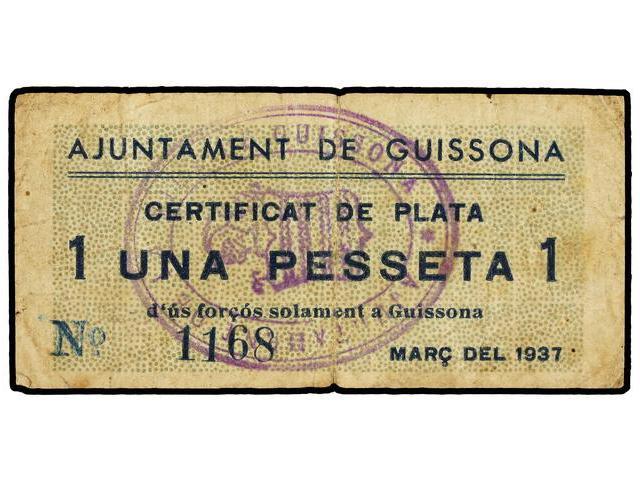 AJUNTAMENT DE GUISSONA
CERTIFICAT DE PLATA
1 UNA PESSETA 1
d'ús forçós solament a Guissona
Nº 1168
MARÇ DEL 1937
GUISSONA